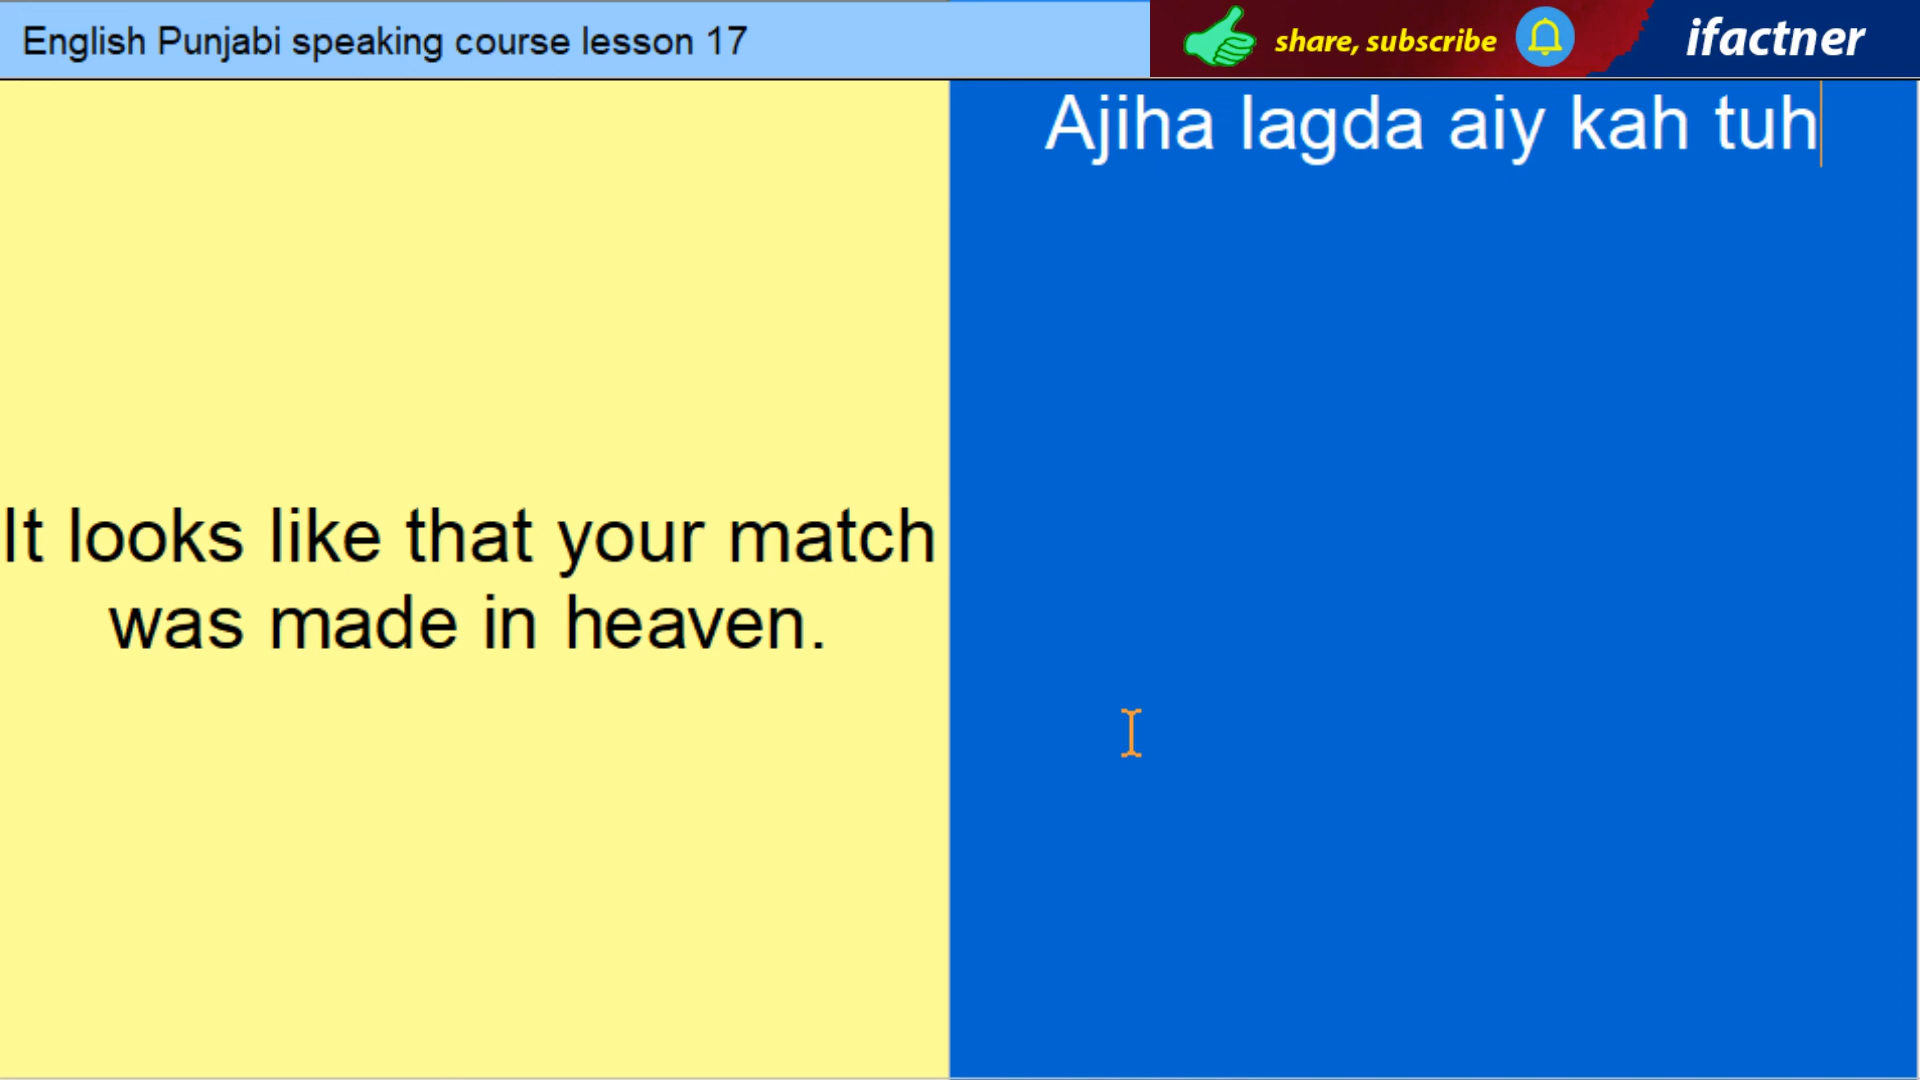 English Punjabi speaking course lesson 17
share, subscribe
ifactner
It looks like that your match
was made in heaven.
Ajiha lagda aiy kah tuh